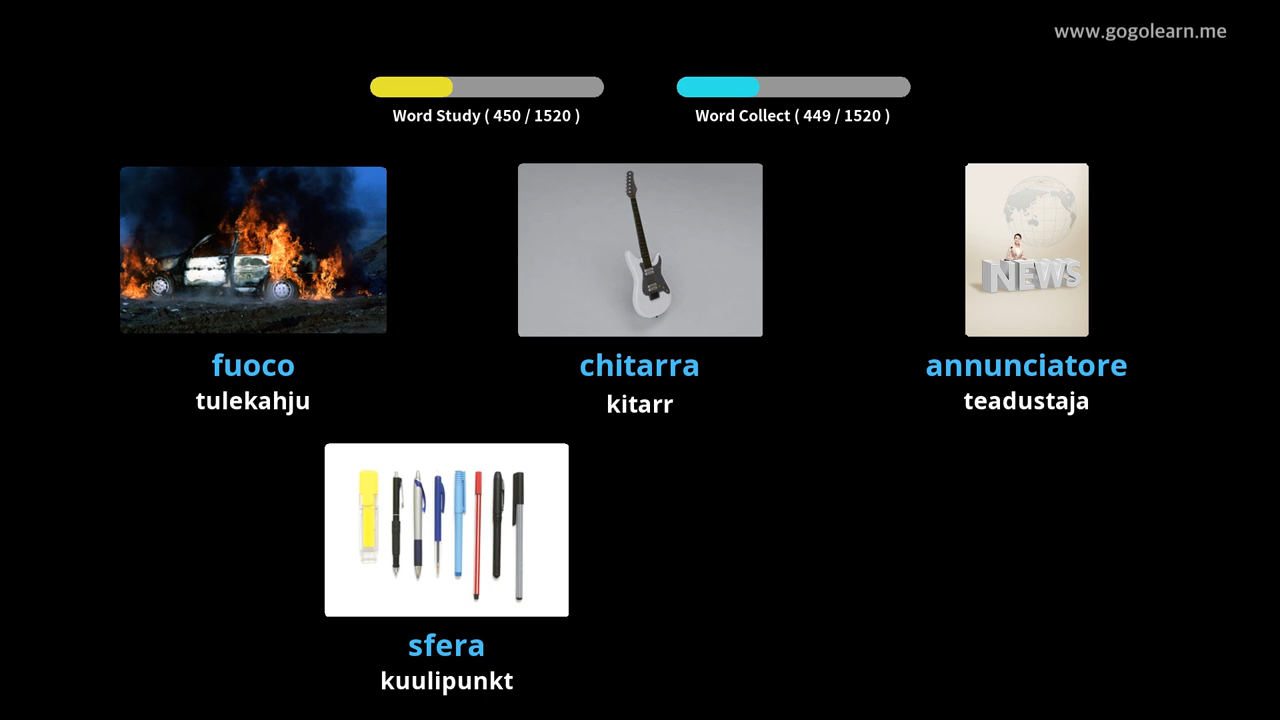 www.gogolearn.me
Word Study ( 450 / 1520 )
Word Collect ( 449 / 1520 )
NEWS
fuoco
tulekahju
chitarra
kitarr
annunciatore
teadustaja
sfera
kuulipunkt